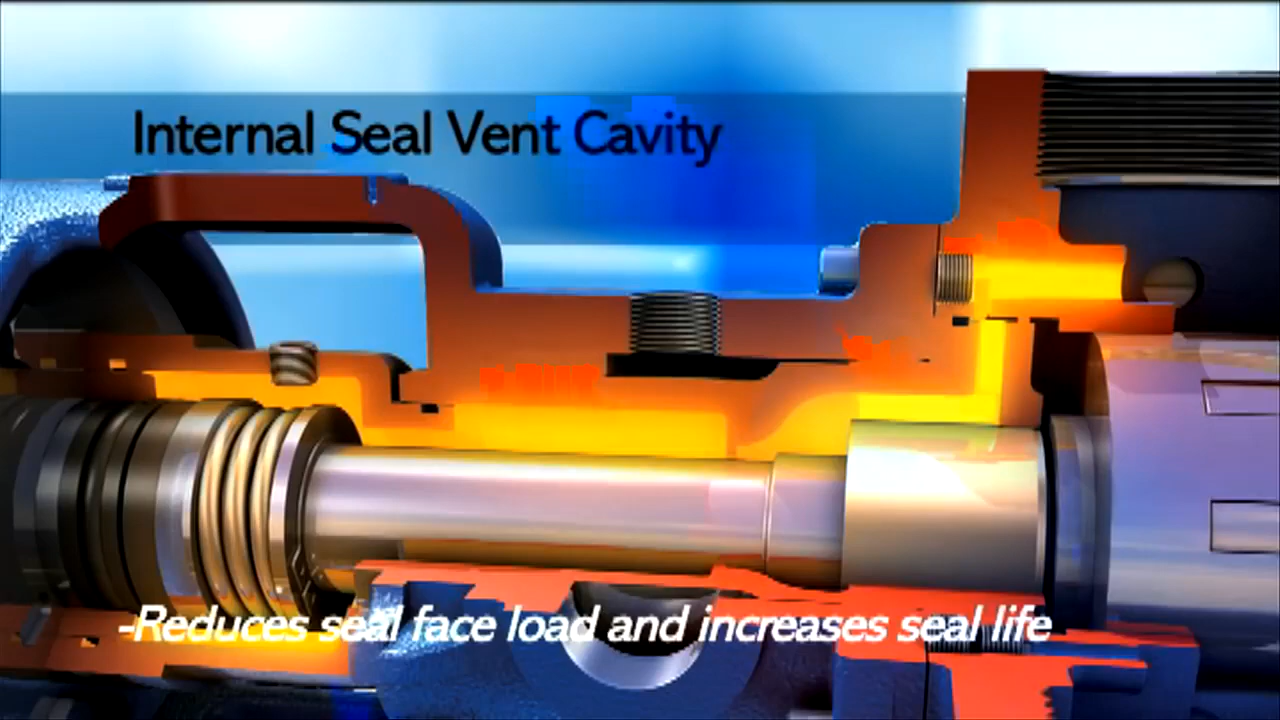 Internal Seal Vent Cavity
-Reduces seal face load and increases seal life